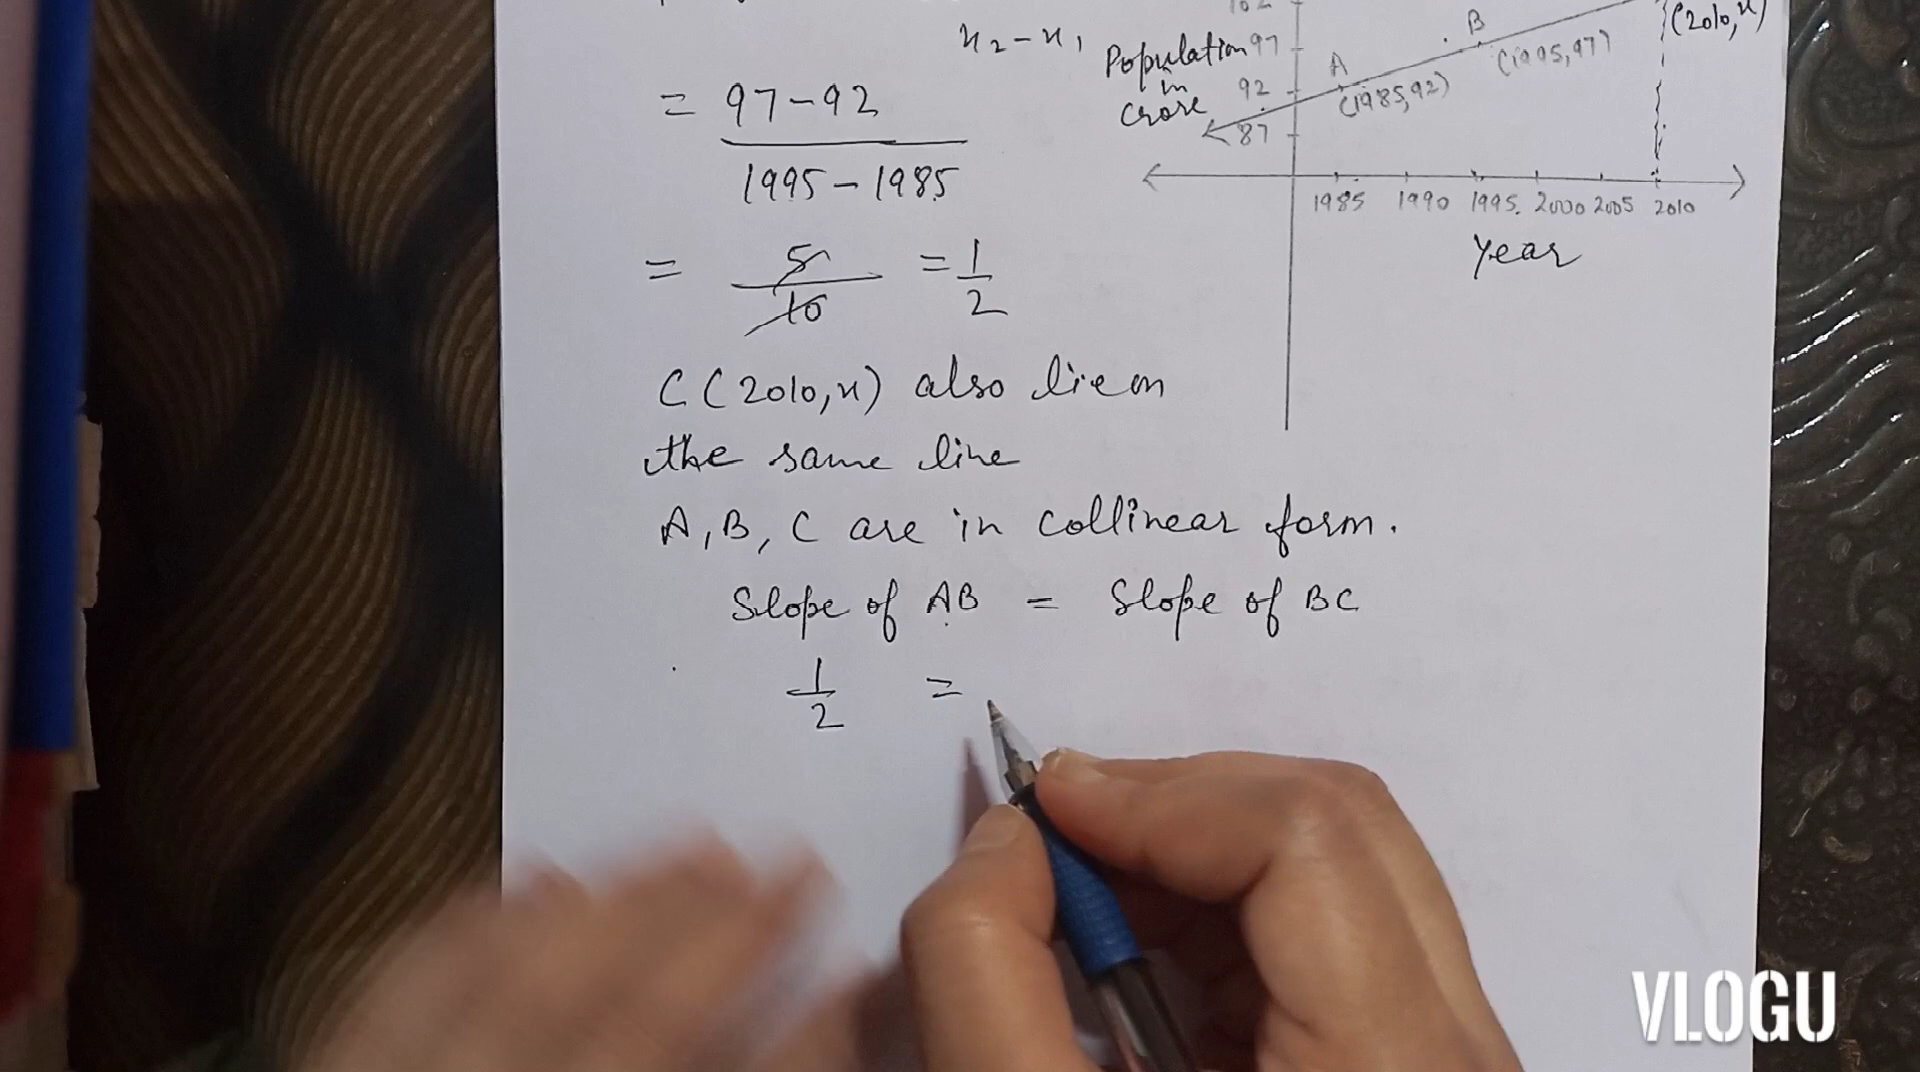 x₂ - x₁
= 97-92
1995-1985
= 5 = 1
10 2
C (2010, x) also lie on
the same line
A, B, C are in collinear form.
Slope of AB = Slope of BC
1 =
2
102
97
92
87
Population
in
crore
A
(1985, 92)
B
(1995, 97)
(2010, x)
1985 1990 1995. 2000 2005 2010
Year
VLOGU